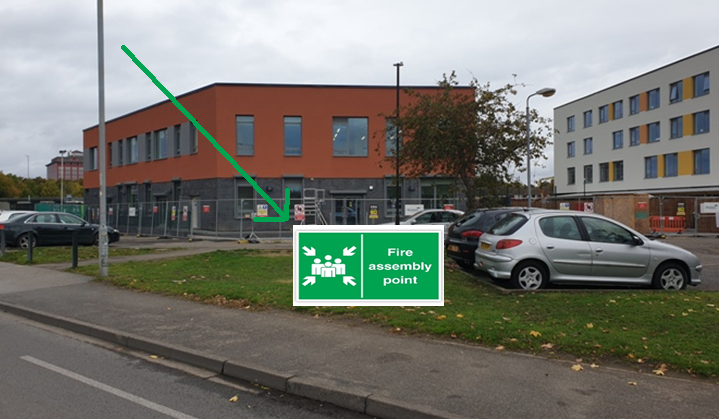 Fire
assembly
point